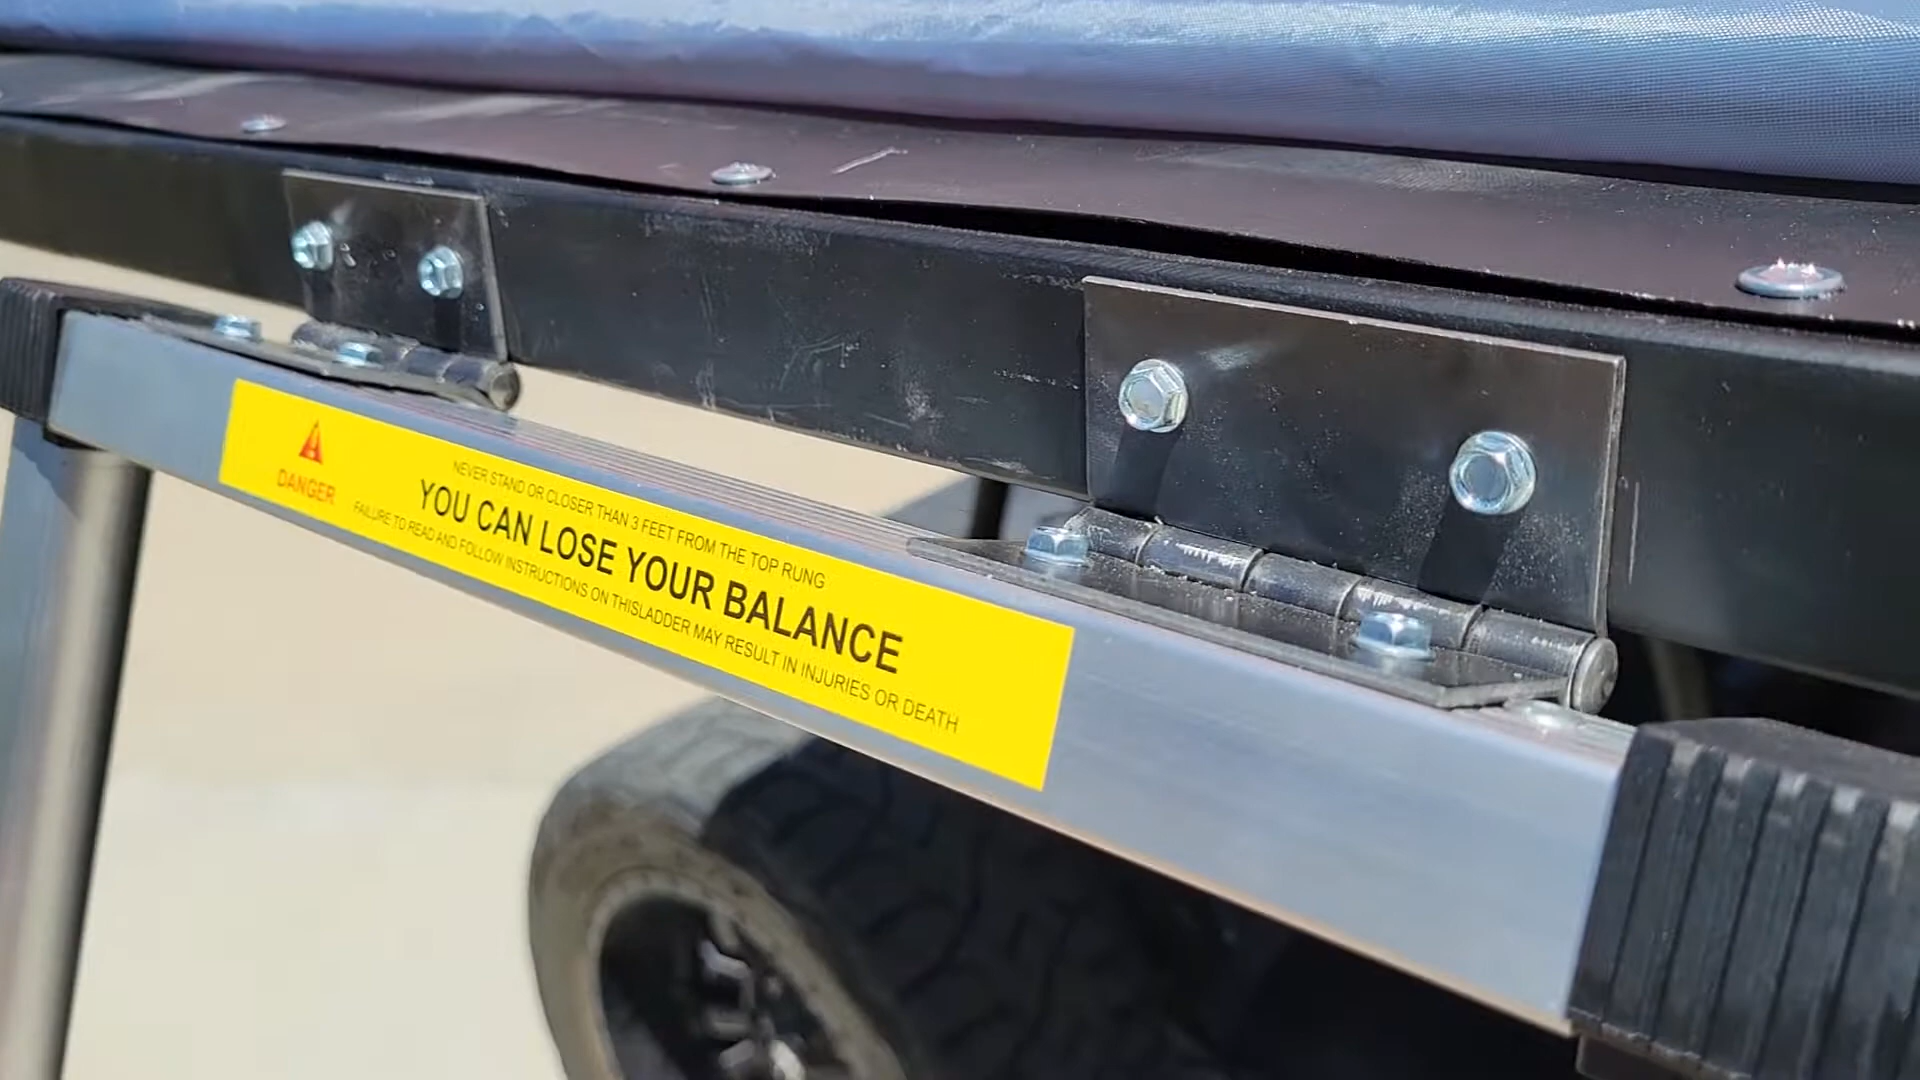 DANGER
NEVER STAND OR CLOSER THAN 3 FEET FROM THE TOP RUNG
YOU CAN LOSE YOUR BALANCE
FAILURE TO READ AND FOLLOW INSTRUCTIONS ON THISLADDER MAY RESULT IN INJURIES OR DEATH